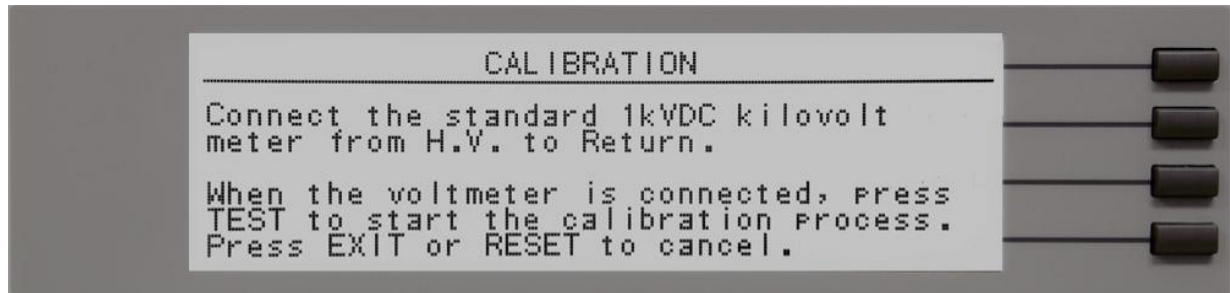 CALIBRATION
Connect the standard 1kVDC kilovolt
meter from H.V. to Return.
When the voltmeter is connected, press
TEST to start the calibration process.
Press EXIT or RESET to cancel.